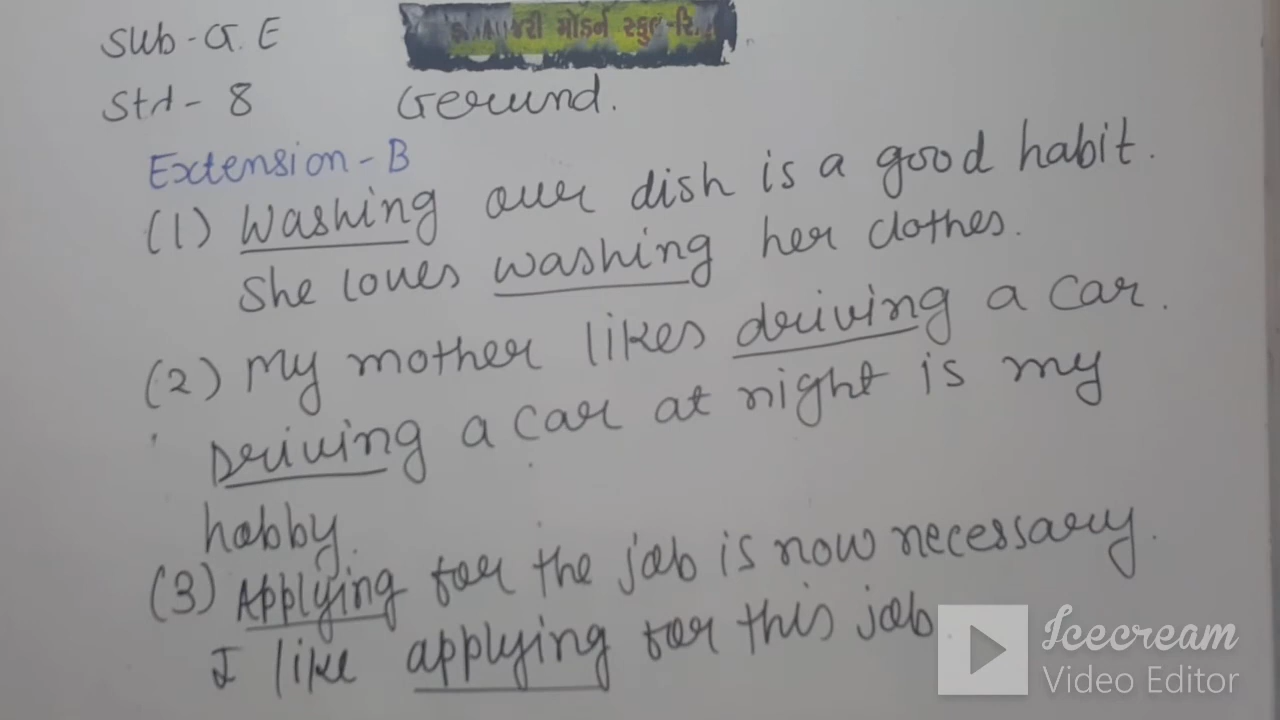 Sub - G.E
મોડર્ન સ્કુલ-રિ
Std - 8 Gerund.
Extension - B
(1) Washing our dish is a good habit.
She loves washing her clothes.
(2) My mother likes driving a car.
Driving a car at night is my
hobby.
(3) Applying for the job is now necessary.
I like applying for this job.
Icecream
Video Editor